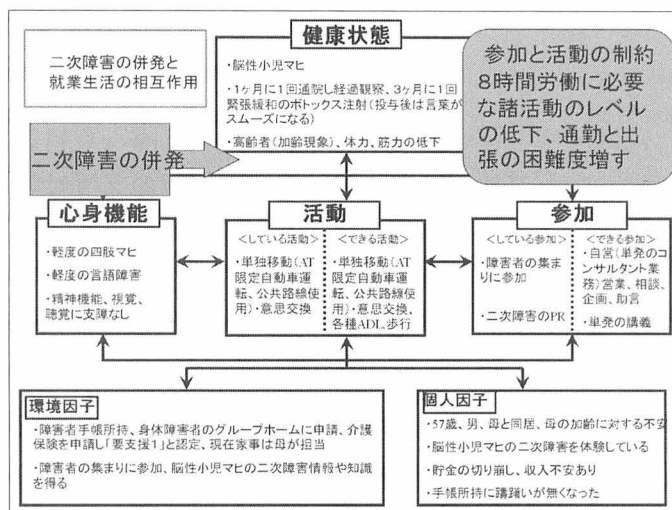 二次障害の併発と
就業生活の相互作用
健康状態
・脳性小児マヒ
・1ヶ月に1回通院し経過観察、3ヶ月に1回
緊張緩和のボトックス注射（投与後は言葉が
スムーズになる）
・高齢者（加齢現象）、体力、筋力の低下
参加と活動の制約
8時間労働に必要
な諸活動のレベル
の低下、通勤と出
張の困難度増す
二次障害の併発
心身機能
・軽度の四肢マヒ
・軽度の言語障害
・精神機能、視覚、
聴覚に支障なし
活動
＜している活動＞
・単独移動（AT
限定自動車運
転、公共路線使
用）・意思交換
＜できる活動＞
・単独移動（AT
限定自動車運
転、公共路線使
用）・意思交換、
各種ADL、歩行
参加
＜している参加＞
・障害者の集ま
りに参加
・二次障害のPR
＜できる参加＞
・自営（単発のコ
ンサルタント業
務）営業、相談、
企画、助言
・単発の講義
環境因子
・障害者手帳所持、身体障害者のグループホームに申請、介護
保険を申請し「要支援1」と認定、現在家事は母が担当
・障害者の集まりに参加、脳性小児マヒの二次障害情報や知識
を得る
個人因子
・57歳、男、母と同居、母の加齢に対する不安
・脳性小児マヒの二次障害を体験している
・貯金の切り崩し、収入不安あり
・手帳所持に躊躇いが無くなった